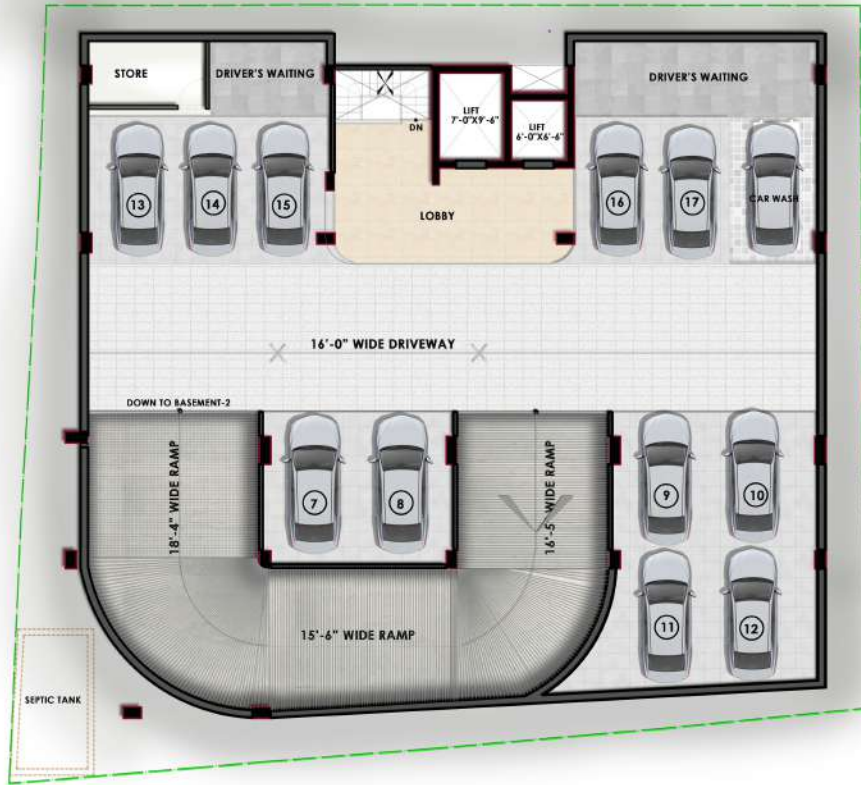 STORE
DRIVER'S WAITING
DRIVER'S WAITING
LIFT
7'-0"X9'-6"
LIFT
6'-0"X6'-6"
DN
13
14
15
LOBBY
16
17
CAR WASH
16'-0" WIDE DRIVEWAY
DOWN TO BASEMENT-2
18'-4" WIDE RAMP
7
8
16'-5" WIDE RAMP
9
10
15'-6" WIDE RAMP
11
12
SEPTIC TANK